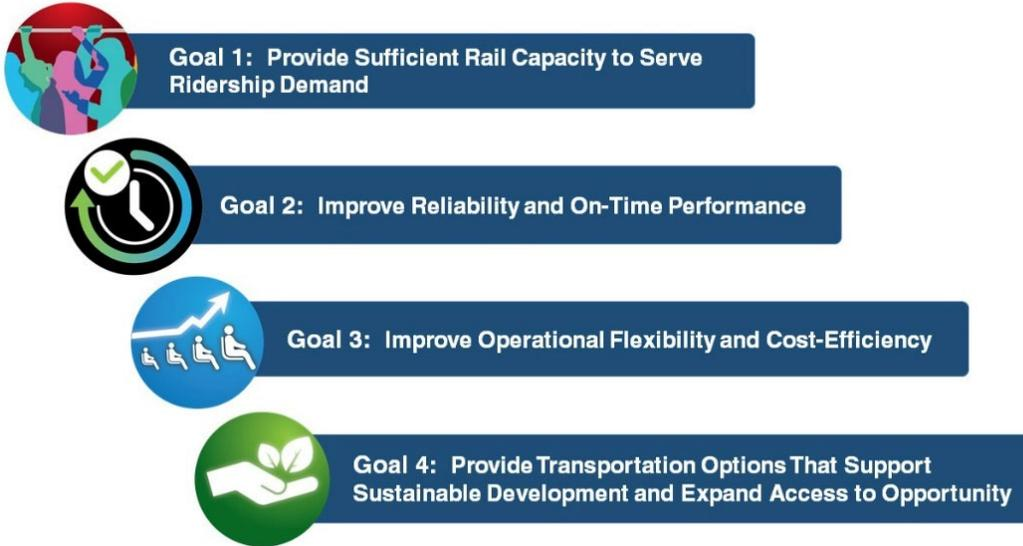 Goal 1: Provide Sufficient Rail Capacity to Serve
Ridership Demand
Goal 2: Improve Reliability and On-Time Performance
Goal 3: Improve Operational Flexibility and Cost-Efficiency
Goal 4: Provide Transportation Options That Support
Sustainable Development and Expand Access to Opportunity